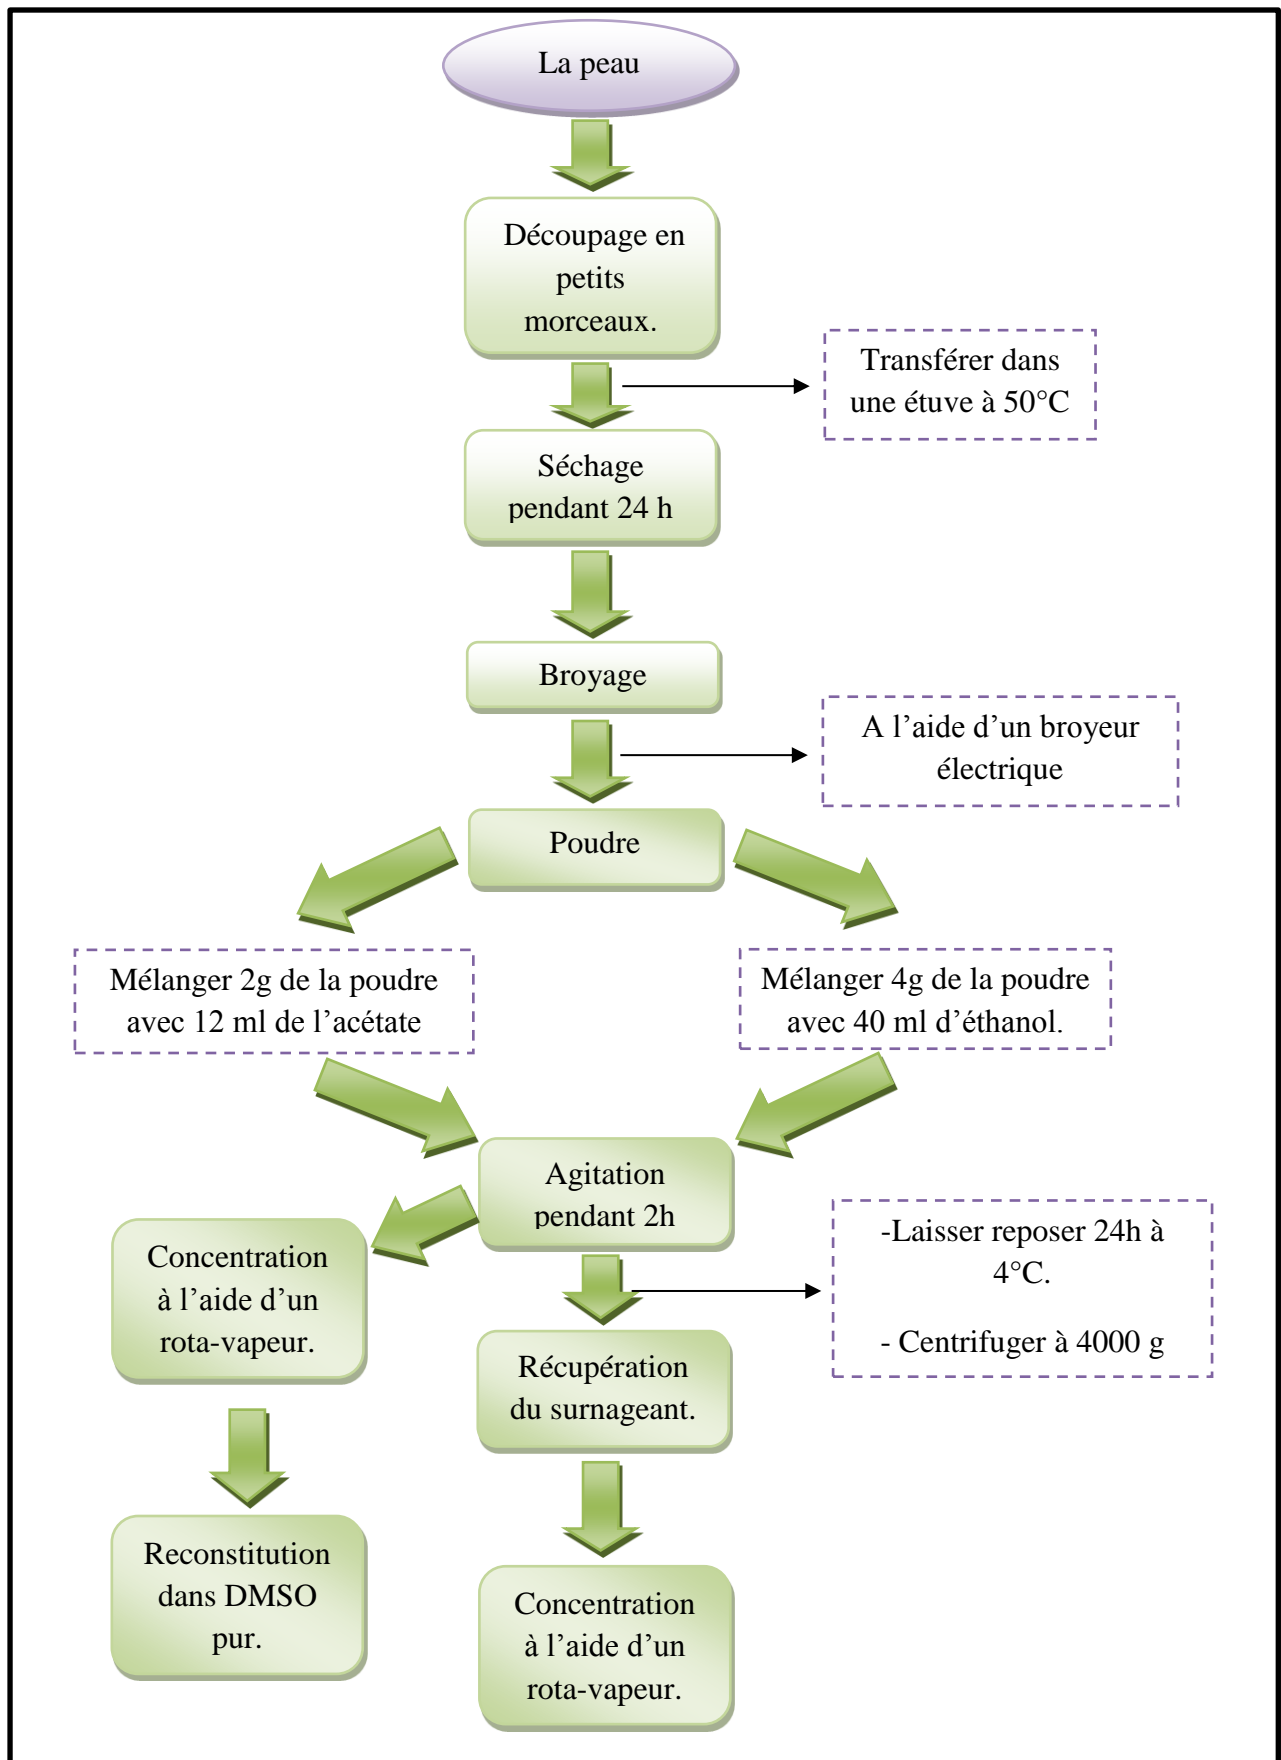 La peau
Découpage en
petits
morceaux.
Transférer dans
une étuve à 50°C
Séchage
pendant 24 h
Broyage
A l’aide d’un broyeur
électrique
Poudre
Mélanger 2g de la poudre
avec 12 ml de l’acétate
Mélanger 4g de la poudre
avec 40 ml d’éthanol.
Agitation
pendant 2h
-Laisser reposer 24h à
4°C.
- Centrifuger à 4000 g
Concentration
à l’aide d’un
rota-vapeur.
Récupération
du surnageant.
Reconstitution
dans DMSO
pur.
Concentration
à l’aide d’un
rota-vapeur.